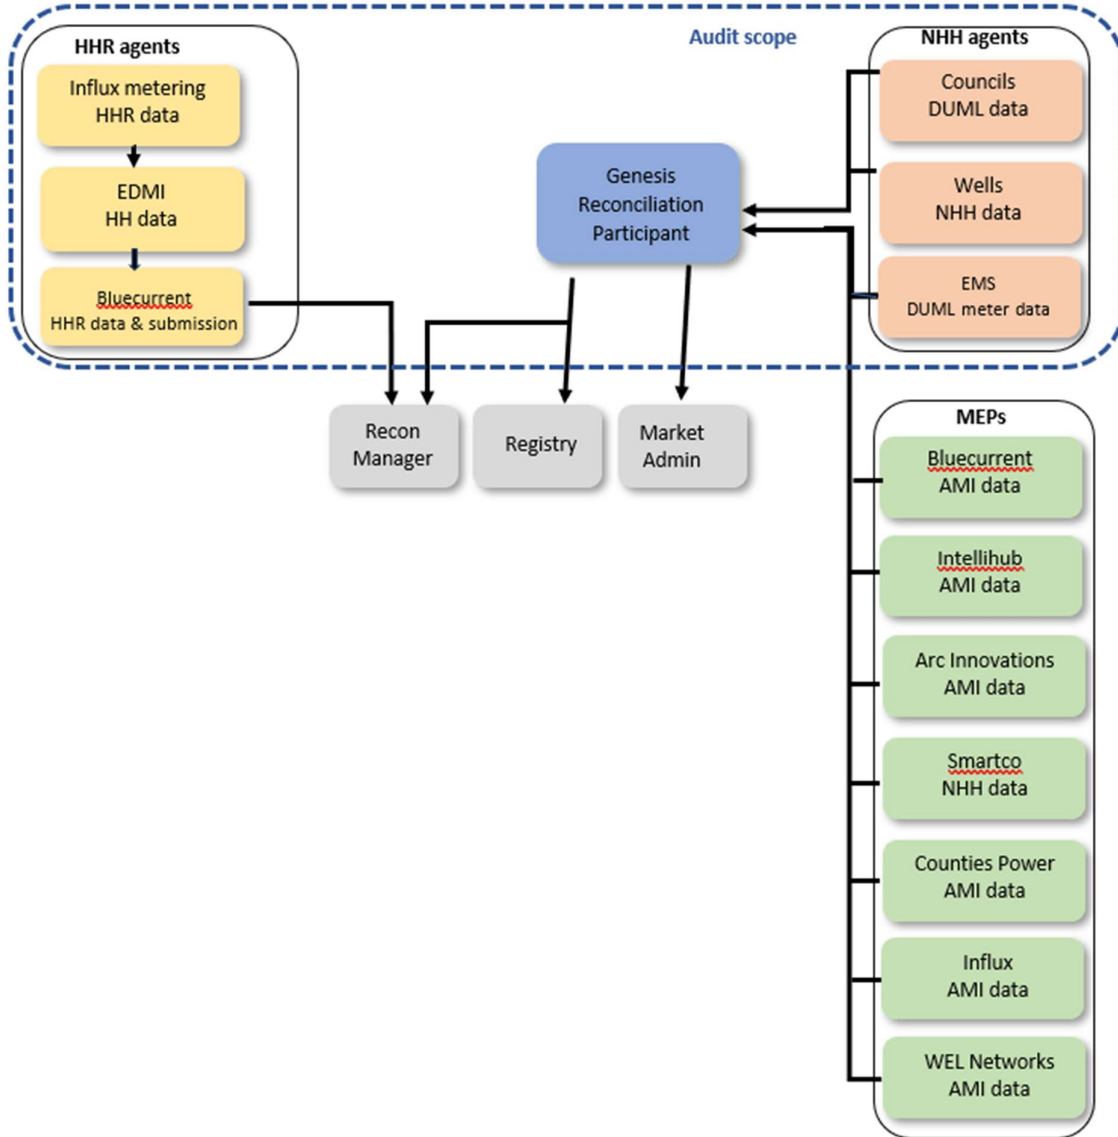 HHR agents
Influx metering
HHR data
EDMI
HH data
Bluecurrent
HHR data & submission
Audit scope
Genesis
Reconciliation
Participant
NHH agents
Councils
DUML data
Wells
NHH data
EMS
DUML meter data
Recon
Manager
Registry
Market
Admin
MEPs
Bluecurrent
AMI data
Intellihub
AMI data
Arc Innovations
AMI data
Smartco
NHH data
Counties Power
AMI data
Influx
AMI data
WEL Networks
AMI data